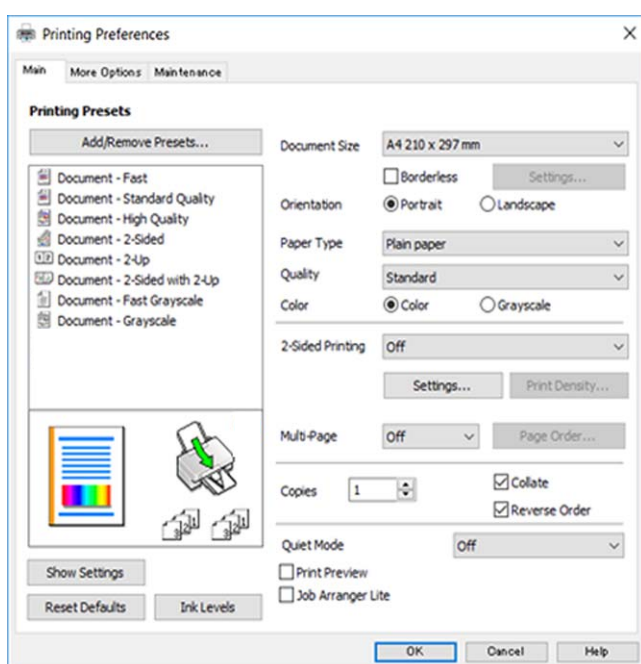 Printing Preferences
Main More Options Maintenance
Printing Presets
Add/Remove Presets...
Document - Fast
Document - Standard Quality
Document - High Quality
Document - 2-Sided
Document - 2-Up
Document - 2-Sided with 2-Up
Document - Fast Grayscale
Document - Grayscale
Show Settings
Reset Defaults Ink Levels
Document Size A4 210 x 297 mm
Borderless Settings...
Orientation Portrait Landscape
Paper Type Plain paper
Quality Standard
Color Color Grayscale
2-Sided Printing Off
Settings... Print Density...
Multi-Page Off Page Order...
Copies 1 Collate
Reverse Order
Quiet Mode Off
Print Preview
Job Arranger Lite
OK Cancel Help